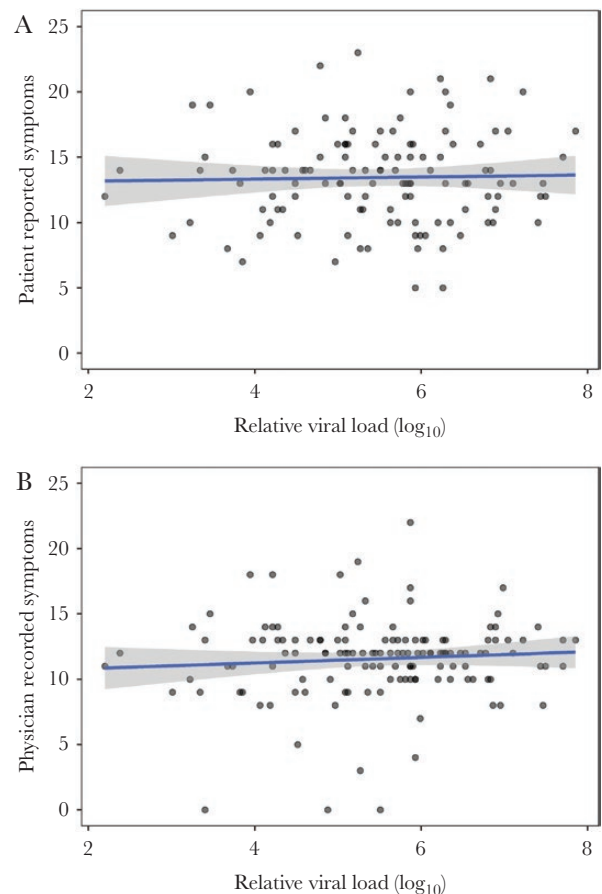 A
25
20
15
10
5
0
Patient reported symptoms
2 4 6 8
Relative viral load (log10)
B
25
20
15
10
5
0
Physician recorded symptoms
2 4 6 8
Relative viral load (log10)